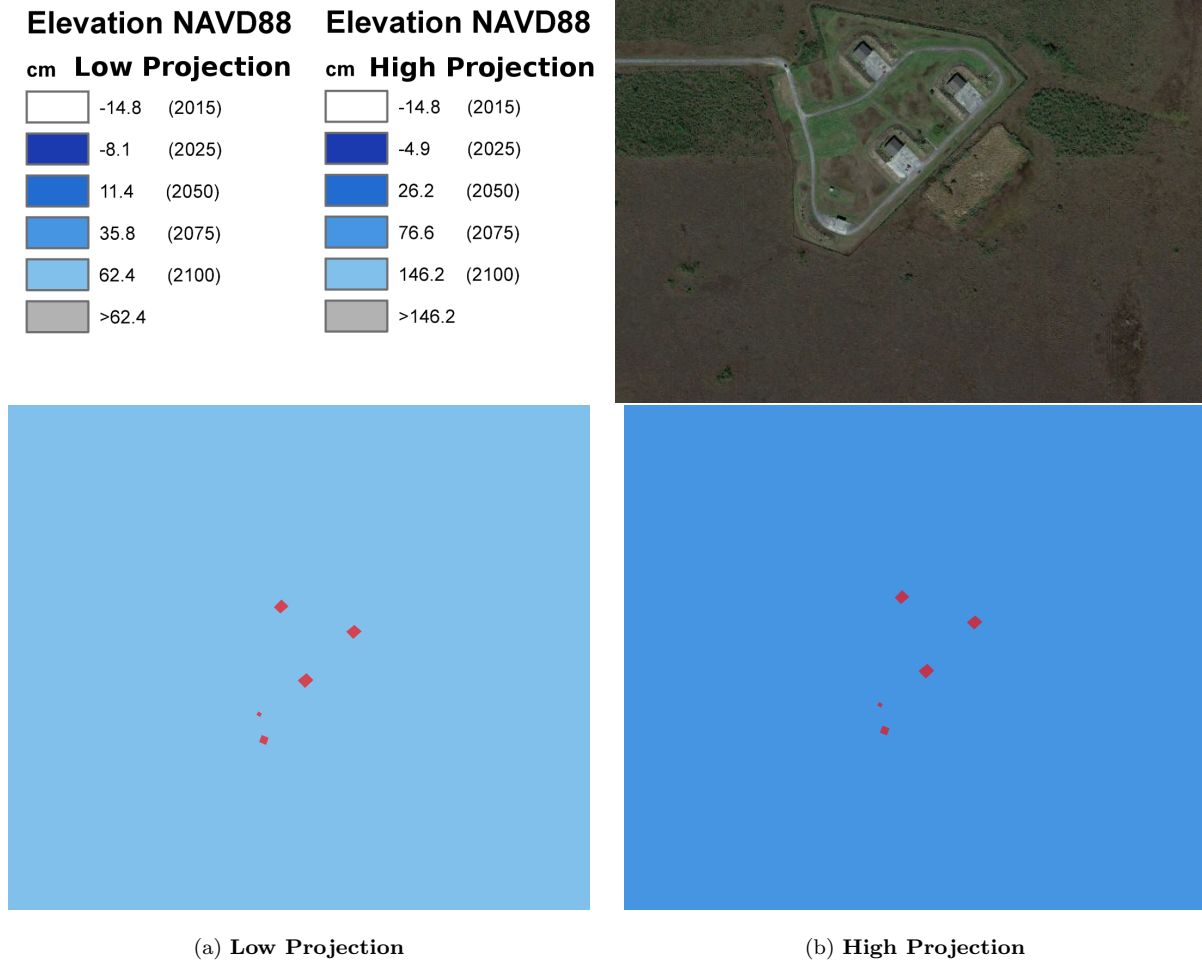 Elevation NAVD88
cm Low Projection
-14.8 (2015)
-8.1 (2025)
11.4 (2050)
35.8 (2075)
62.4 (2100)
>62.4
Elevation NAVD88
cm High Projection
-14.8 (2015)
-4.9 (2025)
26.2 (2050)
76.6 (2075)
146.2 (2100)
>146.2
(a) Low Projection
(b) High Projection